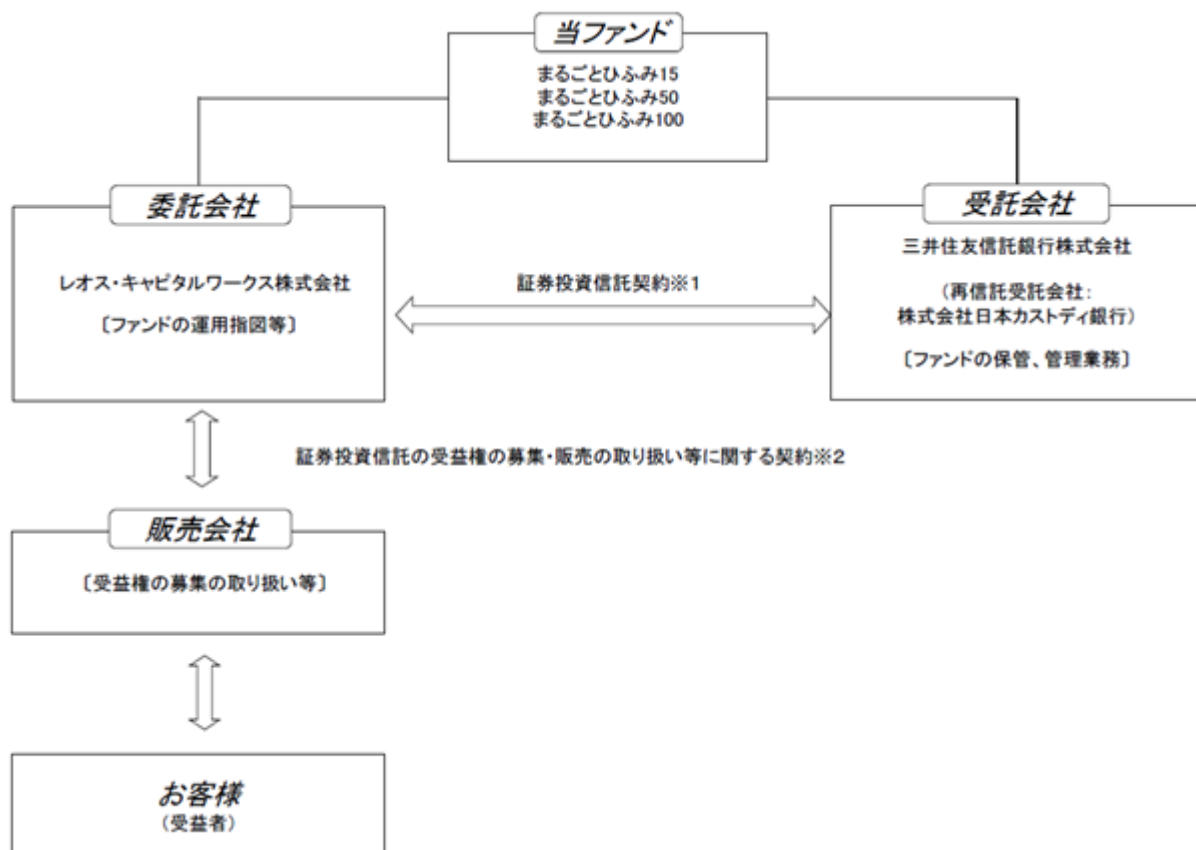 当ファンド
まるごとひふみ15
まるごとひふみ50
まるごとひふみ100
委託会社
レオス・キャピタルワークス株式会社
〔ファンドの運用指図等〕
証券投資信託契約※1
受託会社
三井住友信託銀行株式会社
（再信託受託会社：
株式会社日本カストディ銀行）
〔ファンドの保管、管理業務〕
証券投資信託の受益権の募集・販売の取り扱い等に関する契約※2
販売会社
〔受益権の募集の取り扱い等〕
お客様
（受益者）